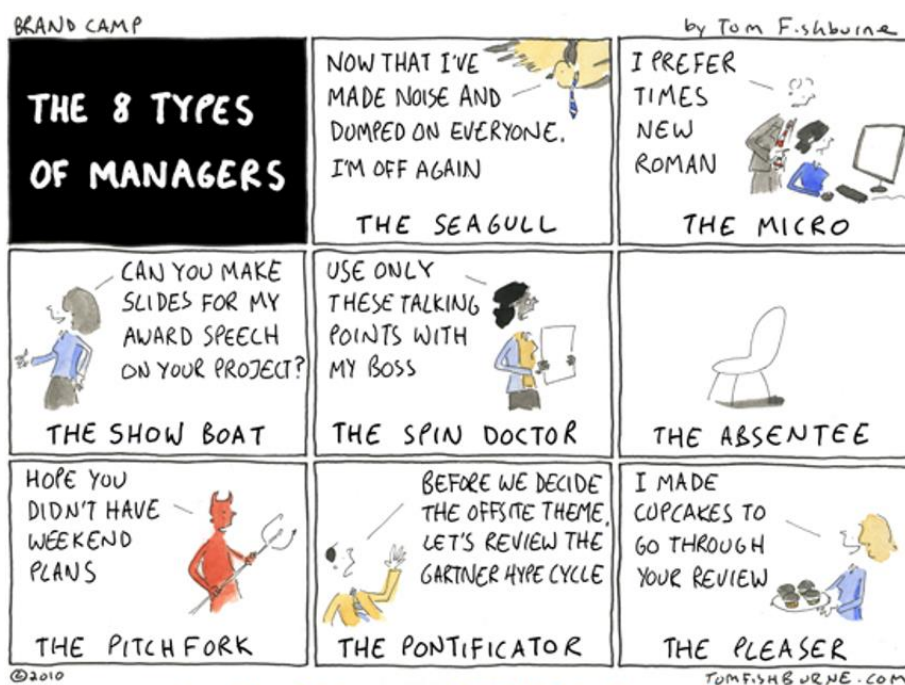 BRAND CAMP
by Tom Fishburne
THE 8 TYPES
OF MANAGERS
NOW THAT I'VE
MADE NOISE AND
DUMPED ON EVERYONE.
I'M OFF AGAIN
THE SEAGULL
I PREFER
TIMES
NEW
ROMAN
THE MICRO
CAN YOU MAKE
SLIDES FOR MY
AWARD SPEECH
ON YOUR PROJECT?
THE SHOW BOAT
USE ONLY
THESE TALKING
POINTS WITH
MY BOSS
THE SPIN DOCTOR
THE ABSENTEE
HOPE YOU
DIDN'T HAVE
WEEKEND
PLANS
THE PITCHFORK
BEFORE WE DECIDE
THE OFFSITE THEME,
LET'S REVIEW THE
GARTNER HYPE CYCLE
THE PONTIFICATOR
I MADE
CUPCAKES TO
GO THROUGH
YOUR REVIEW
THE PLEASER
©2010
TOMFISHBURNE.COM